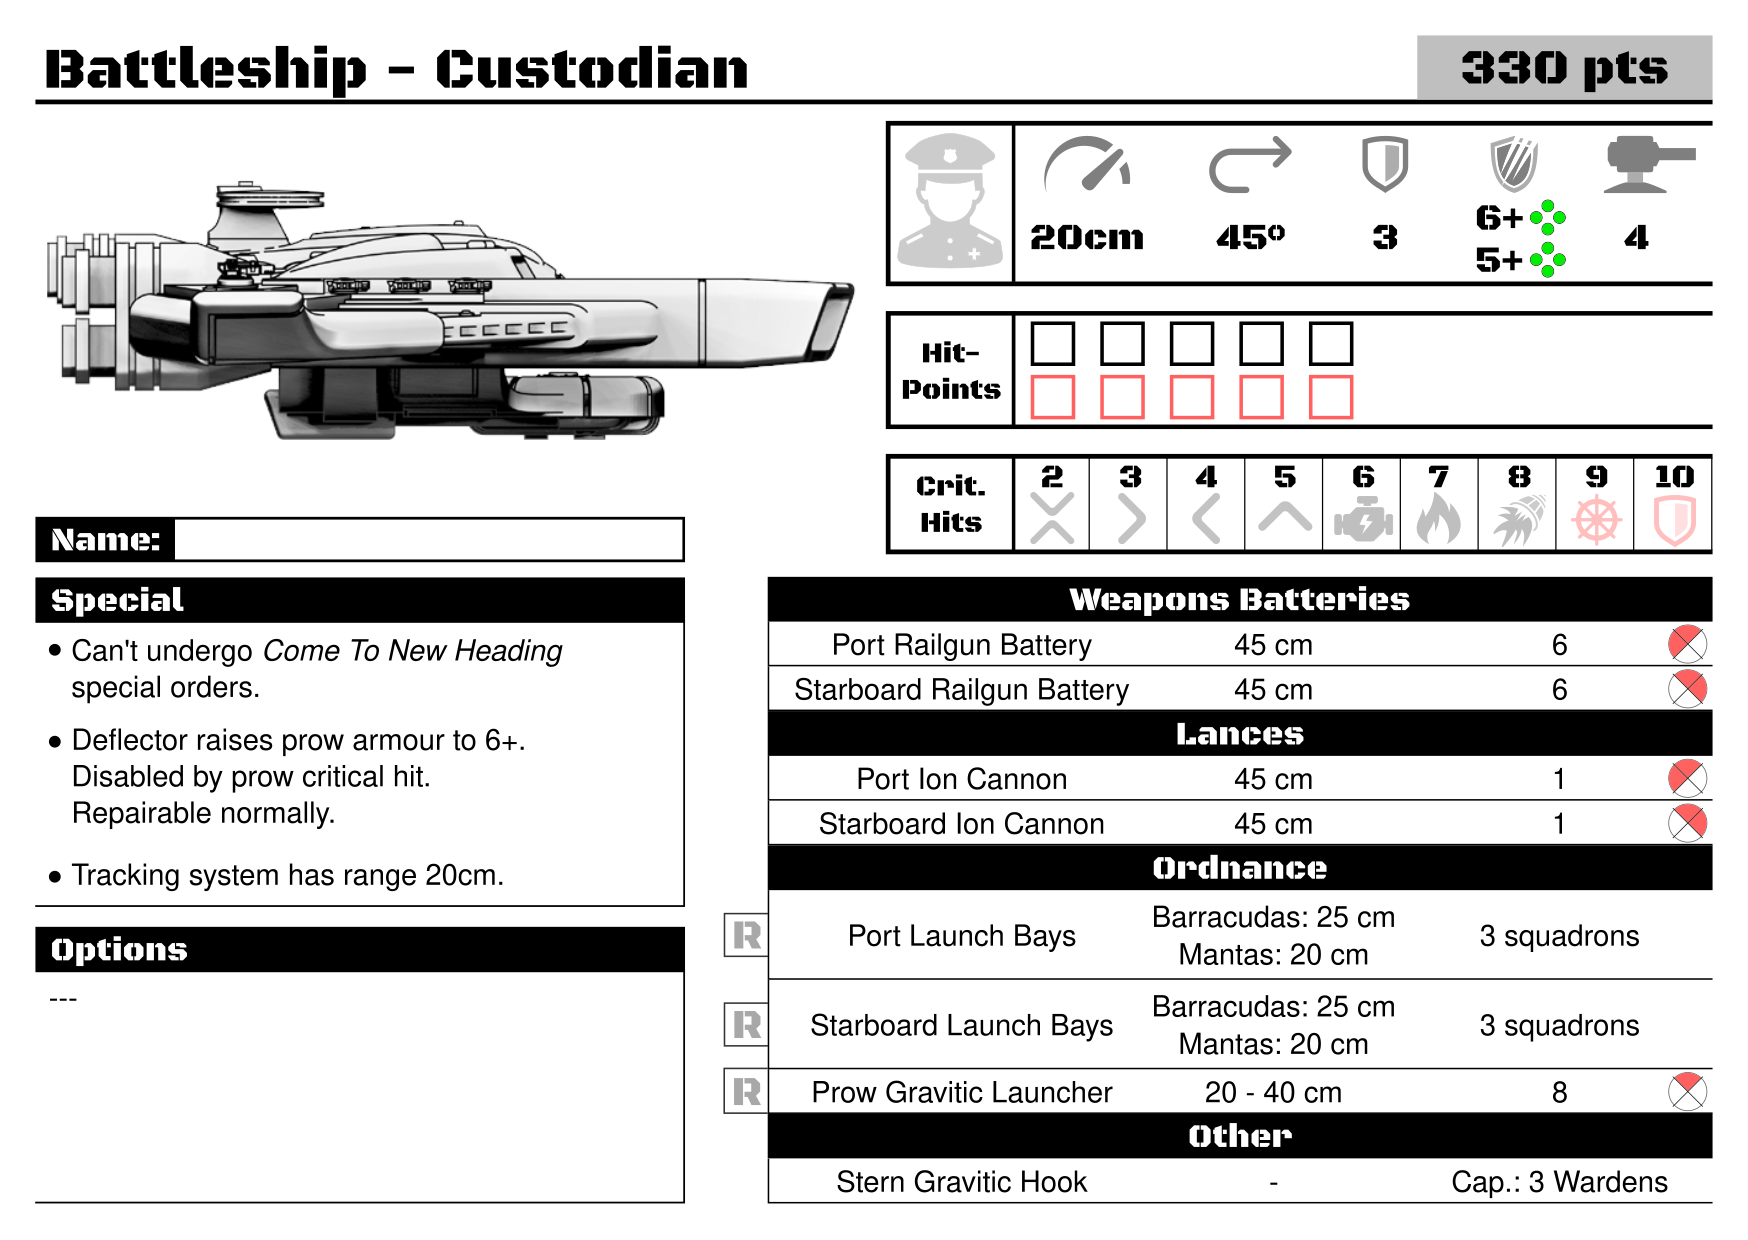 Battleship - Custodian
330 pts
20cm
45º
3
6+
5+
4
Hit-
Points
Crit.
Hits
2 3 4 5 6 7 8 9 10
Name:
Special
• Can't undergo Come To New Heading
special orders.
• Deflector raises prow armour to 6+.
Disabled by prow critical hit.
Repairable normally.
• Tracking system has range 20cm.
Options
---
Weapons Batteries
Port Railgun Battery 45 cm 6
Starboard Railgun Battery 45 cm 6
Lances
Port Ion Cannon 45 cm 1
Starboard Ion Cannon 45 cm 1
Ordnance
R Port Launch Bays Barracudas: 25 cm
Mantas: 20 cm 3 squadrons
R Starboard Launch Bays Barracudas: 25 cm
Mantas: 20 cm 3 squadrons
R Prow Gravitic Launcher 20 - 40 cm 8
Other
Stern Gravitic Hook - Cap.: 3 Wardens